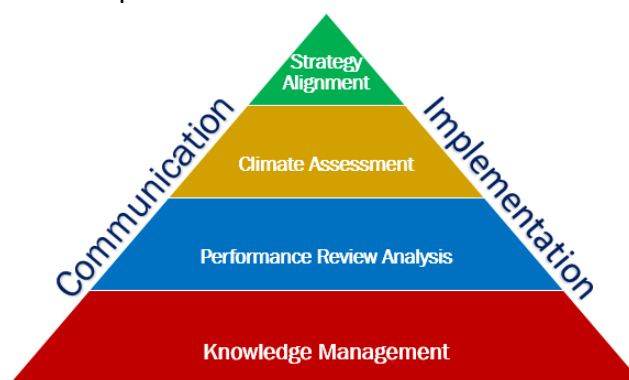 Strategy
Alignment
Communication
Implementation
Climate Assessment
Performance Review Analysis
Knowledge Management